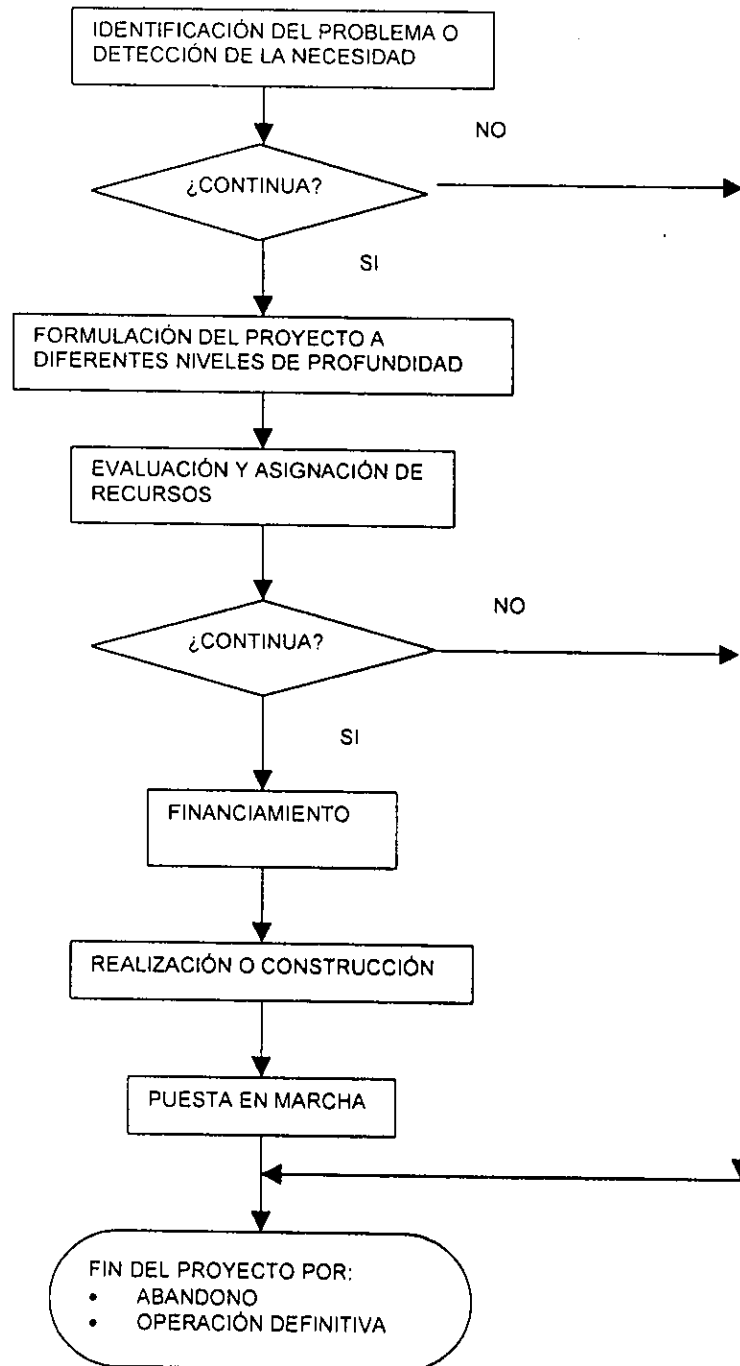 IDENTIFICACIÓN DEL PROBLEMA O
DETECCIÓN DE LA NECESIDAD
NO
¿CONTINUA?
SI
FORMULACIÓN DEL PROYECTO A
DIFERENTES NIVELES DE PROFUNDIDAD
EVALUACIÓN Y ASIGNACIÓN DE
RECURSOS
NO
¿CONTINUA?
SI
FINANCIAMIENTO
REALIZACIÓN O CONSTRUCCIÓN
PUESTA EN MARCHA
FIN DEL PROYECTO POR:
• ABANDONO
• OPERACIÓN DEFINITIVA